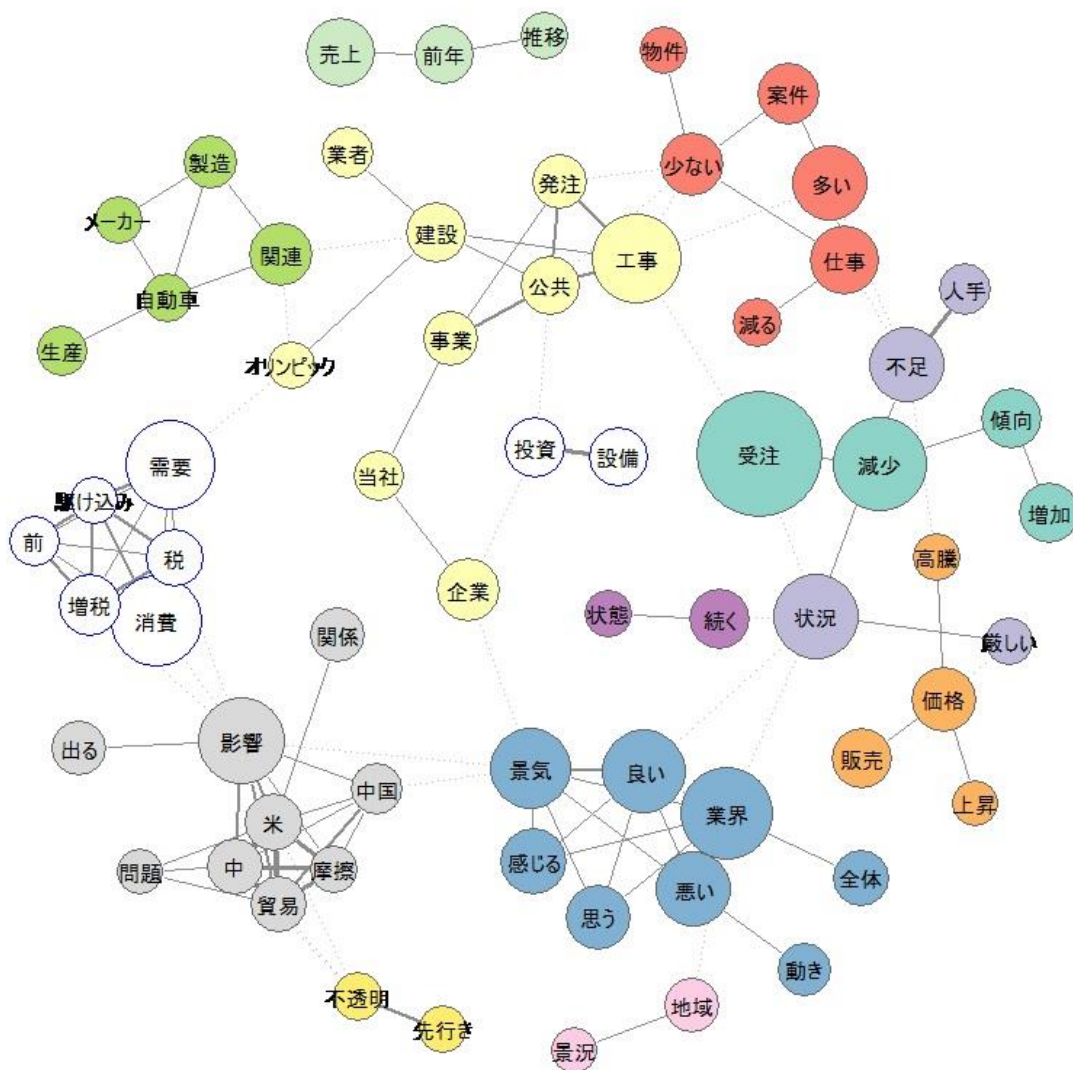 売上
前年
推移
物件
案件
業者
製造
少ない
多い
発注
メーカー
建設
関連
工事
仕事
公共
人手
自動車
減る
事業
生産
オリンピック
不足
傾向
投資
設備
受注
減少
需要
当社
駆け込み
増加
前
税
高騰
企業
増税
消費
状態
続く
状況
関係
厳しい
価格
出る
影響
景気
良い
販売
中国
上昇
米
業界
問題
中
摩擦
感じる
全体
貿易
思う
悪い
動き
不透明
地域
先行き
景況